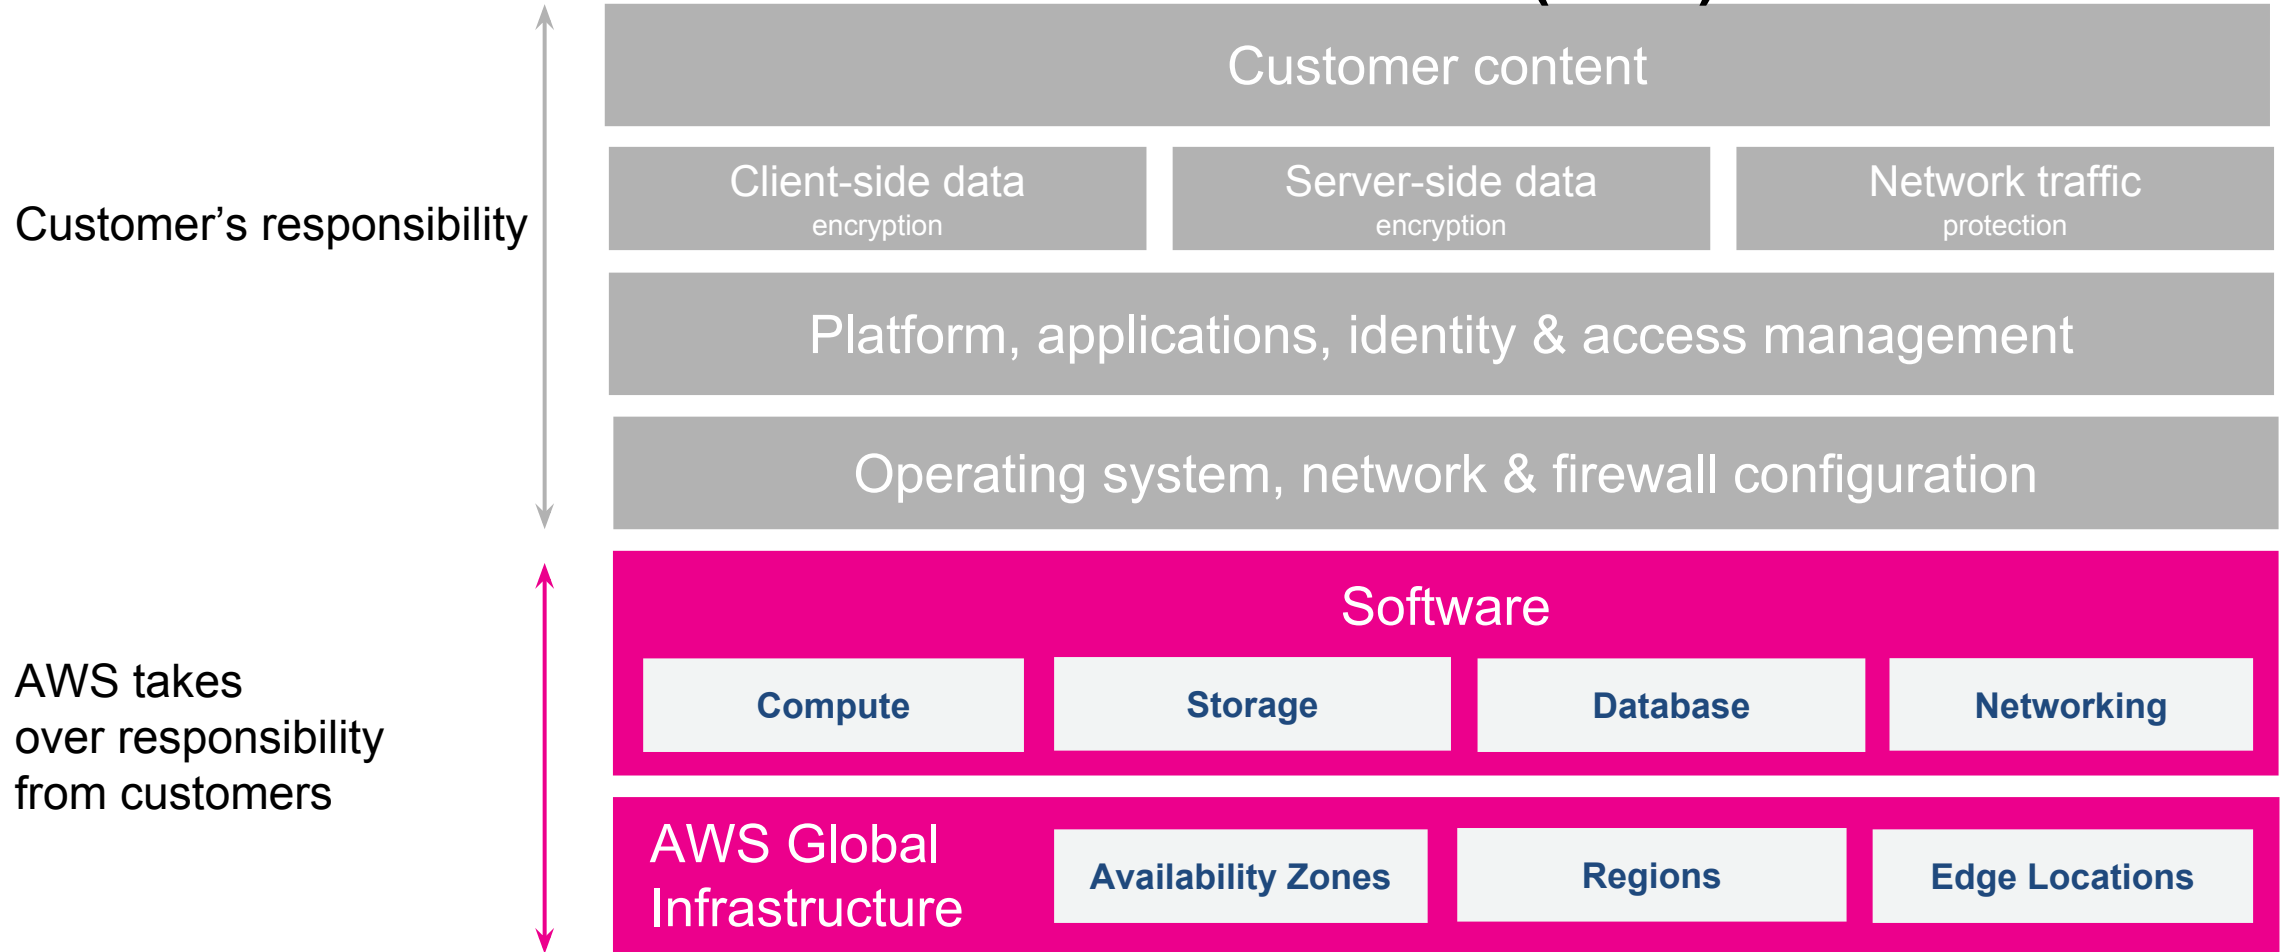 Customer content
Client-side data
encryption
Server-side data
encryption
Network traffic
protection
Customer’s responsibility
Platform, applications, identity & access management
Operating system, network & firewall configuration
Software
Compute
Storage
Database
Networking
AWS takes
over responsibility
from customers
AWS Global
Infrastructure
Availability Zones
Regions
Edge Locations